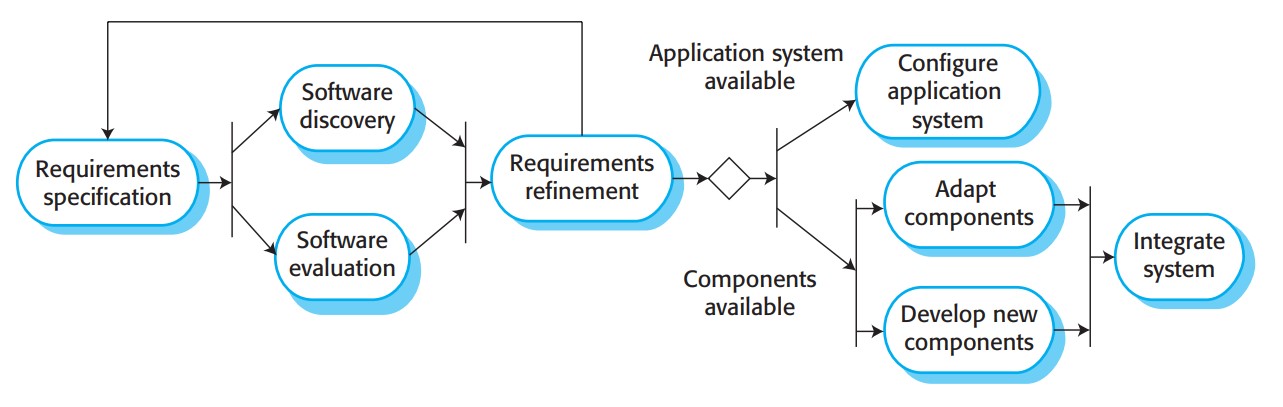 Requirements
specification
Software
discovery
Software
evaluation
Requirements
refinement
Application system
available
Components
available
Configure
application
system
Adapt
components
Develop new
components
Integrate
system